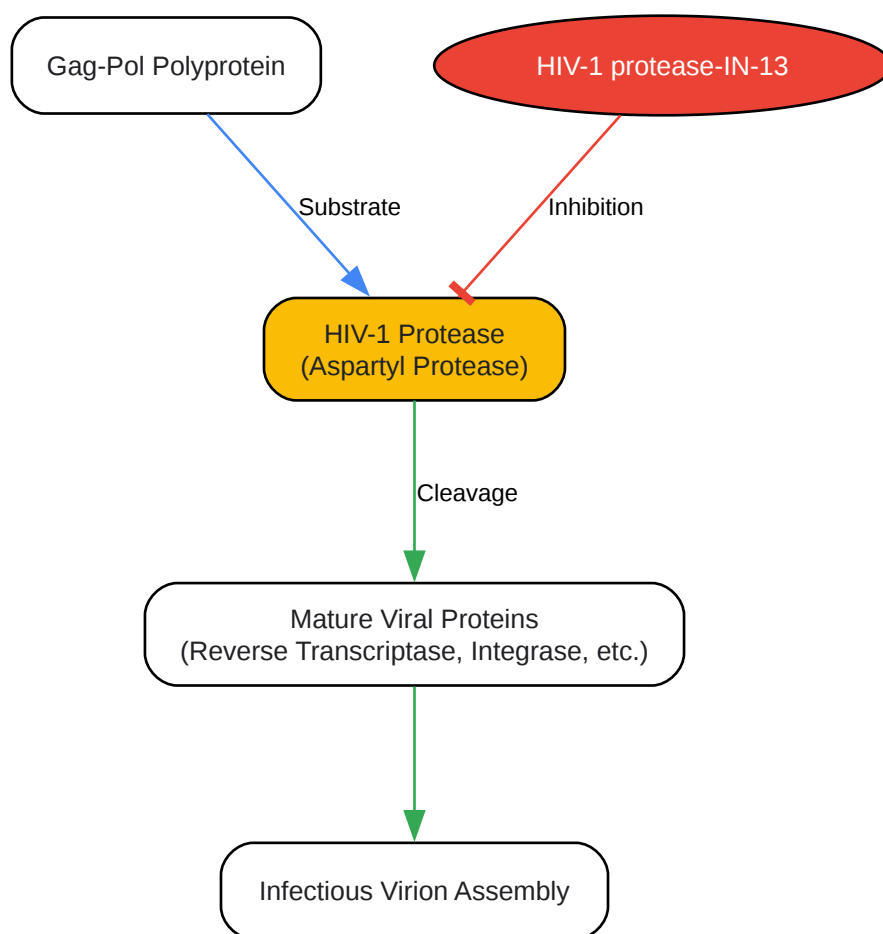 Gag-Pol Polyprotein
HIV-1 protease-IN-13
Substrate
Inhibition
HIV-1 Protease
(Aspartyl Protease)
Cleavage
Mature Viral Proteins
(Reverse Transcriptase, Integrase, etc.)
Infectious Virion Assembly